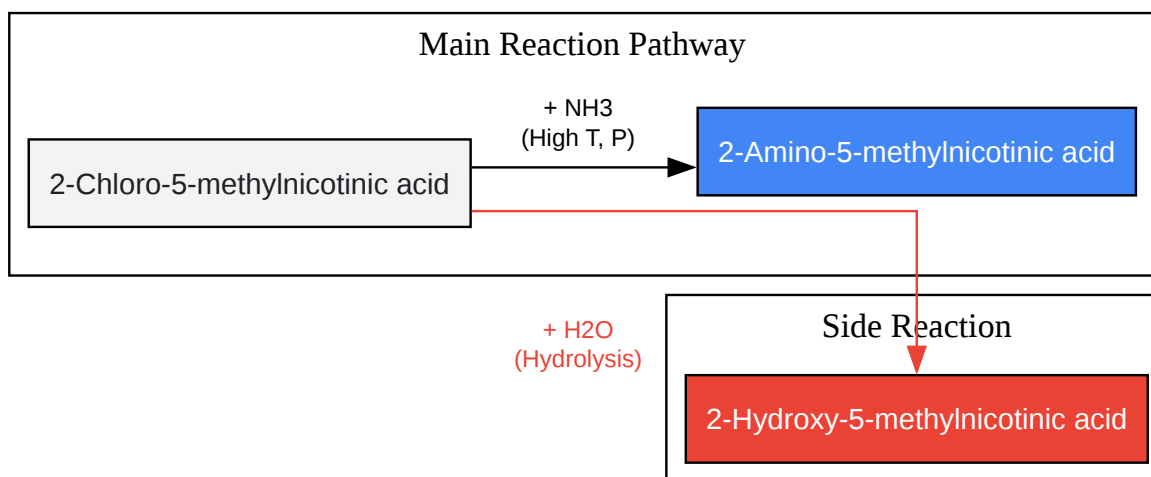 Main Reaction Pathway
+ NH3
(High T, P)
2-Chloro-5-methylnicotinic acid
2-Amino-5-methylnicotinic acid
+ H2O
(Hydrolysis)
Side Reaction
2-Hydroxy-5-methylnicotinic acid